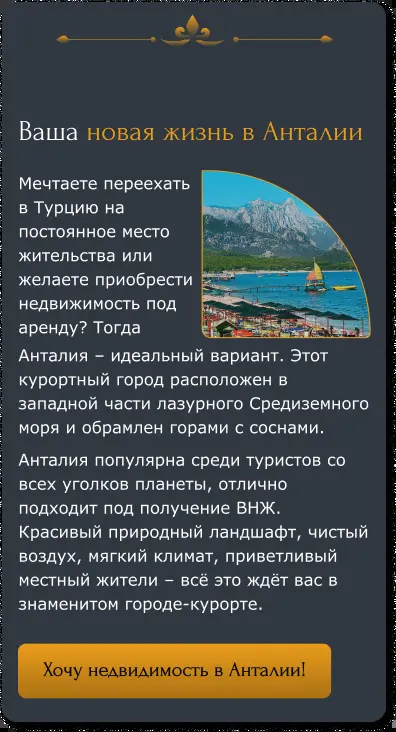 Ваша новая жизнь в Анталии
Мечтаете переехать
в Турцию на
постоянное место
жительства или
желаете приобрести
недвижимость под
аренду? Тогда
Анталия – идеальный вариант. Этот
курортный город расположен в
западной части лазурного Средиземного
моря и обрамлен горами с соснами.
Анталия популярна среди туристов со
всех уголков планеты, отлично
подходит под получение ВНЖ.
Красивый природный ландшафт, чистый
воздух, мягкий климат, приветливый
местный жители – всё это ждёт вас в
знаменитом городе-курорте.
Хочу недвидимость в Анталии!